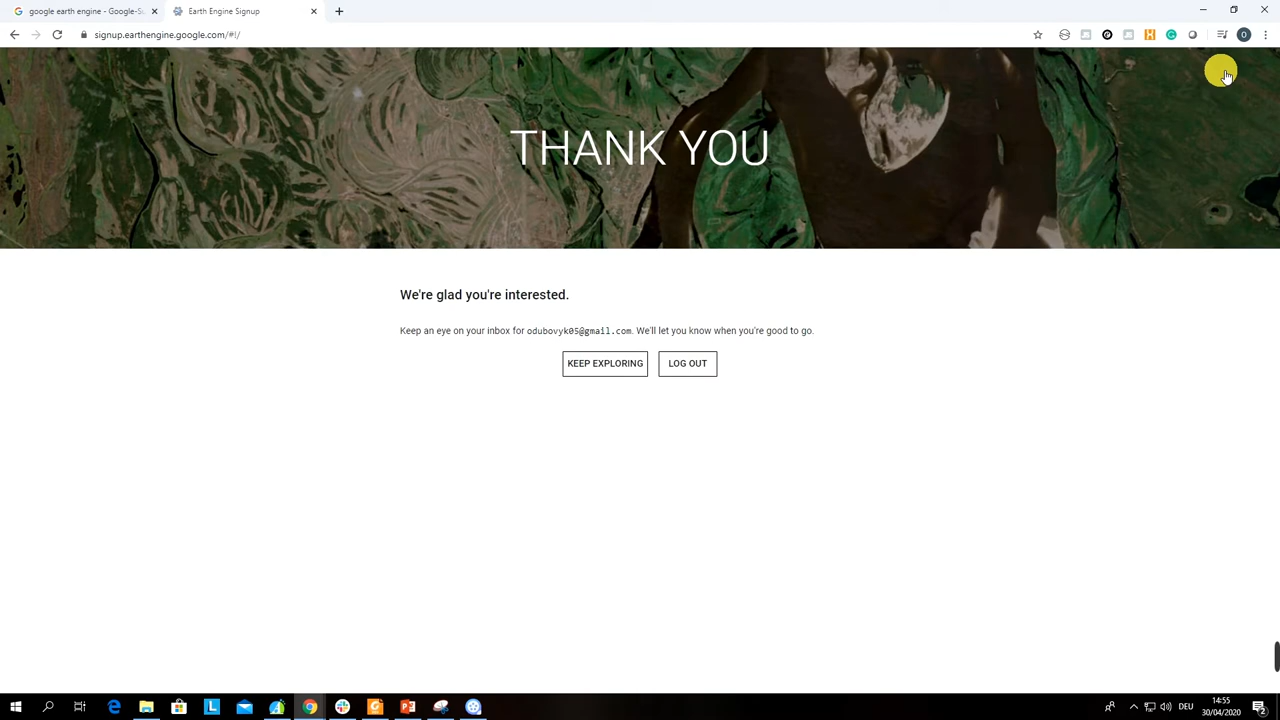 google earth engine - Google-S
Earth Engine Signup
signup.earthengine.google.com/#!/
O
THANK YOU
We're glad you're interested.
Keep an eye on your inbox for odubovyk05@gmail.com. We'll let you know when you're good to go.
KEEP EXPLORING
LOG OUT
14:55
DEU
30/04/2020
2